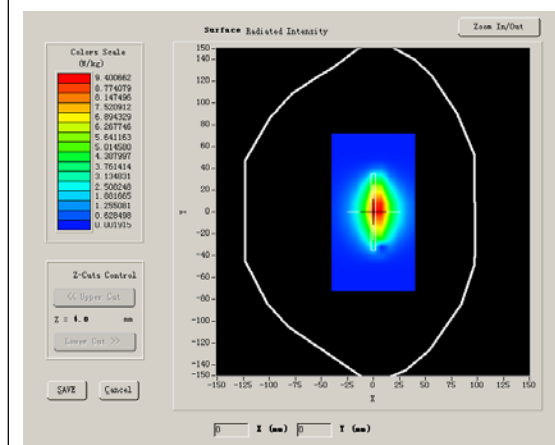 Surface Radiated Intensity
Zoom In/Out
Colors Scale
(W/kg)
9.400662
8.774079
8.147496
7.520912
6.894329
6.267746
5.641163
5.014580
4.387997
3.761414
3.134831
2.508248
1.881665
1.255081
0.628498
0.001915
150
140
120
100
80
60
40
20
0
-20
-40
-60
-80
-100
-120
-140
-150
Y
-150 -125 -100 -75 -50 -25 0 25 50 75 100 125 150
X
Z-Cuts Control
<< Upper Cut
Z = 4.0 mm
Lower Cut >>
SAVE Cancel
0 X (mm) 0 Y (mm)